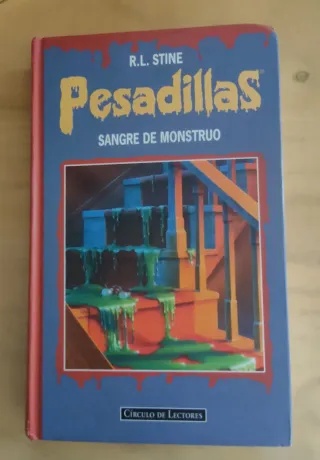 R.L. STINE
PesadillaS
SANGRE DE MONSTRUO
CÍRCULO DE LECTORES